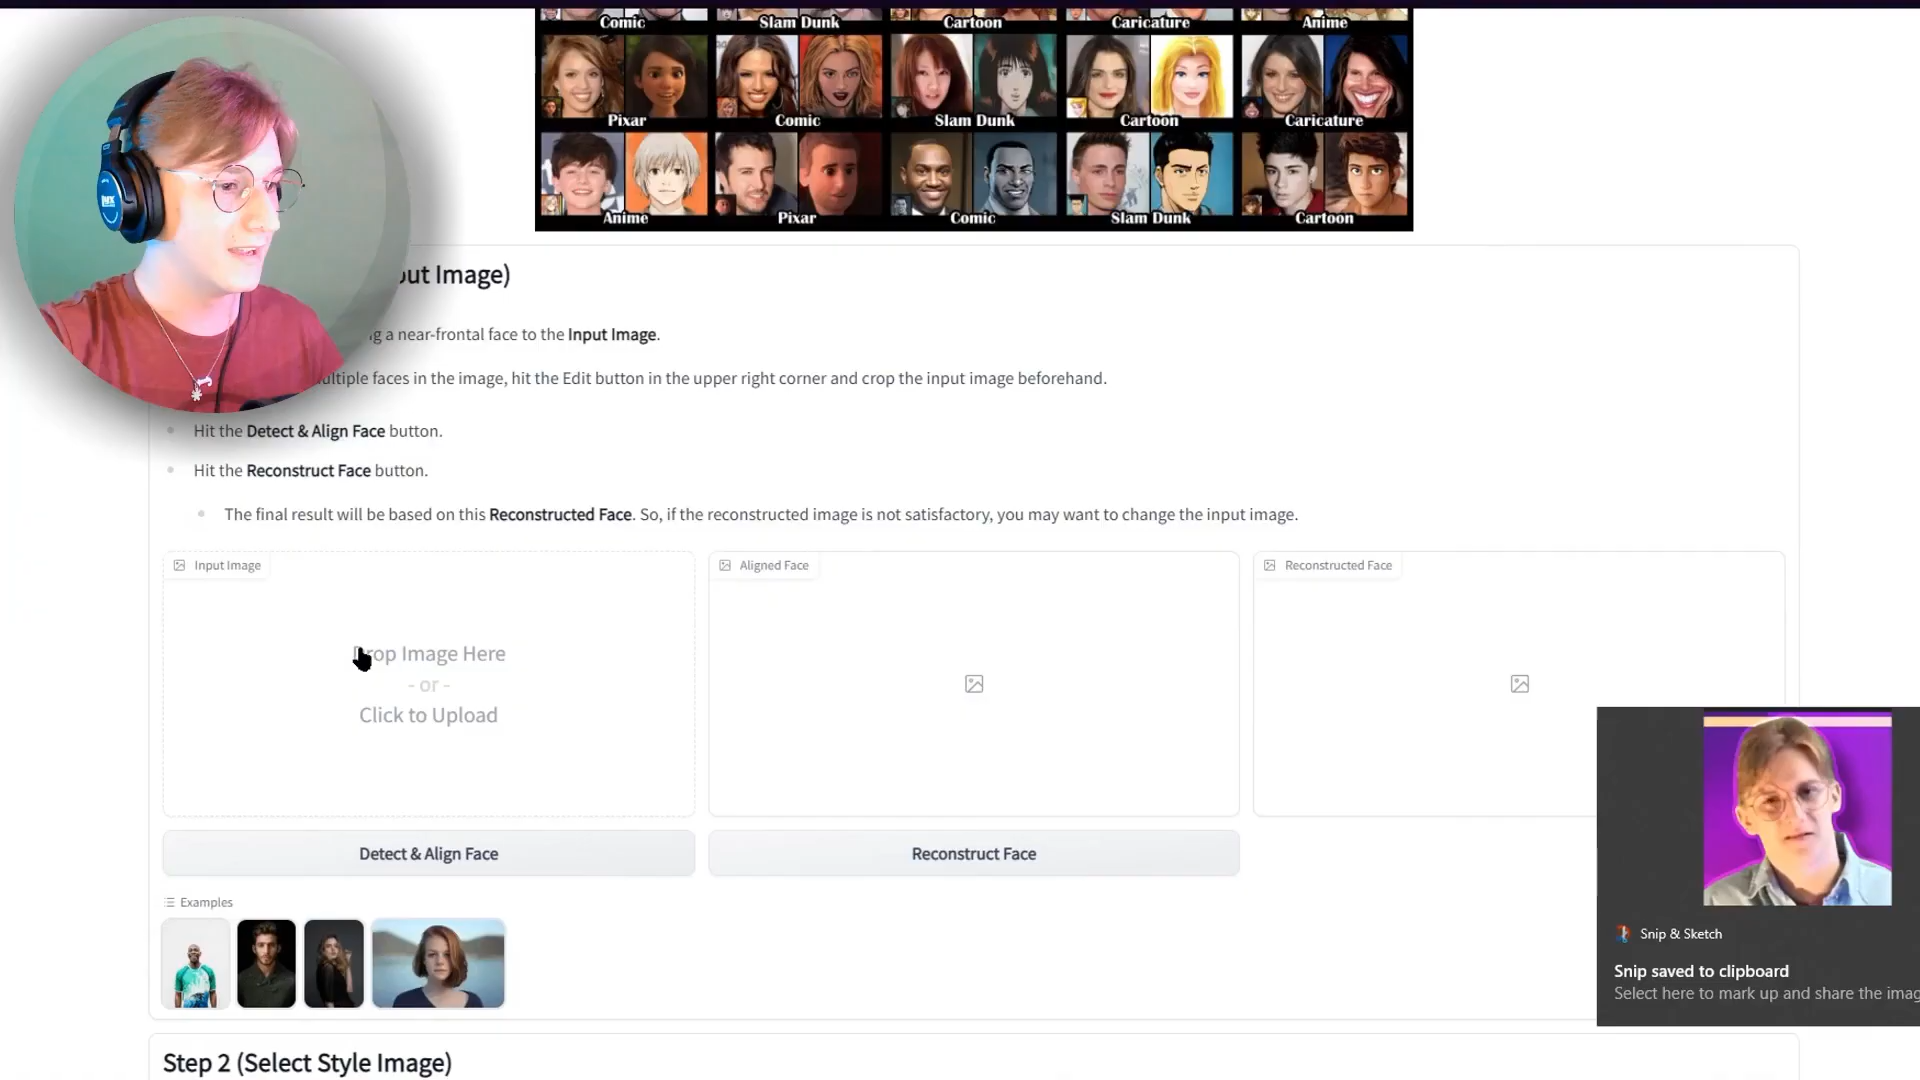 Comic Slam Dunk Cartoon Caricature Anime
Pixar Comic Slam Dunk Cartoon Caricature
Anime Pixar Comic Slam Dunk Cartoon
Image)
a near-frontal face to the Input Image.
faces in the image, hit the Edit button in the upper right corner and crop the input image beforehand.
Hit the Detect & Align Face button.
Hit the Reconstruct Face button.
The final result will be based on this Reconstructed Face. So, if the reconstructed image is not satisfactory, you may want to change the input image.
Input Image Aligned Face Reconstructed Face
Drop Image Here
- or -
Click to Upload
Detect & Align Face Reconstruct Face
Examples
Snip & Sketch
Snip saved to clipboard
Select here to mark up and share the imag
Step 2 (Select Style Image)